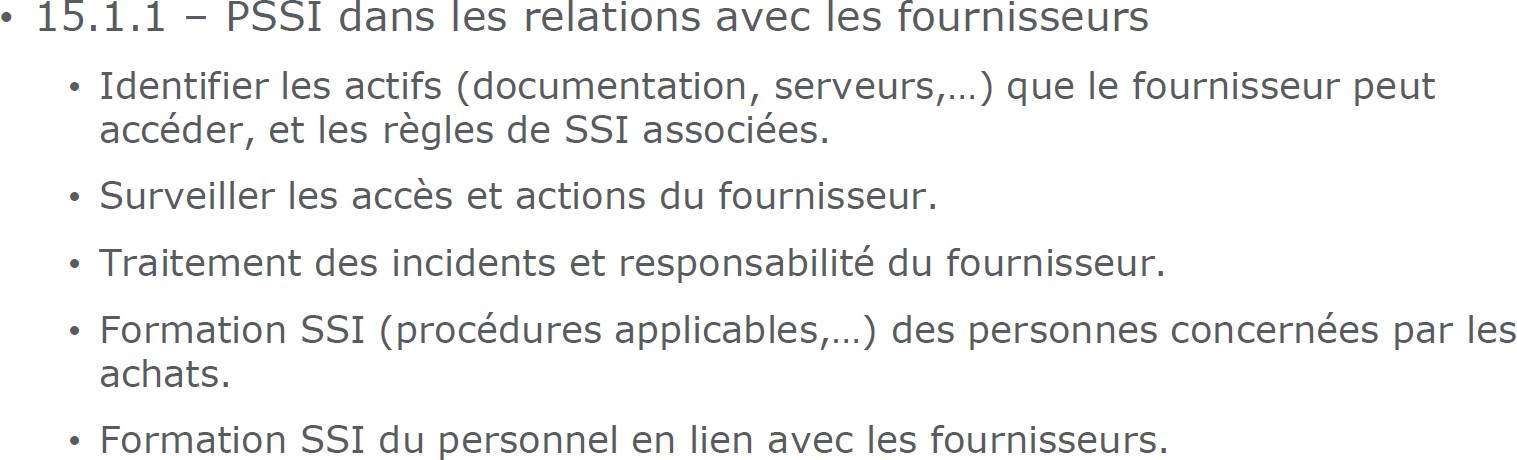 • 15.1.1 – PSSI dans les relations avec les fournisseurs
• Identifier les actifs (documentation, serveurs,…) que le fournisseur peut
accéder, et les règles de SSI associées.
• Surveiller les accès et actions du fournisseur.
• Traitement des incidents et responsabilité du fournisseur.
• Formation SSI (procédures applicables,…) des personnes concernées par les
achats.
• Formation SSI du personnel en lien avec les fournisseurs.